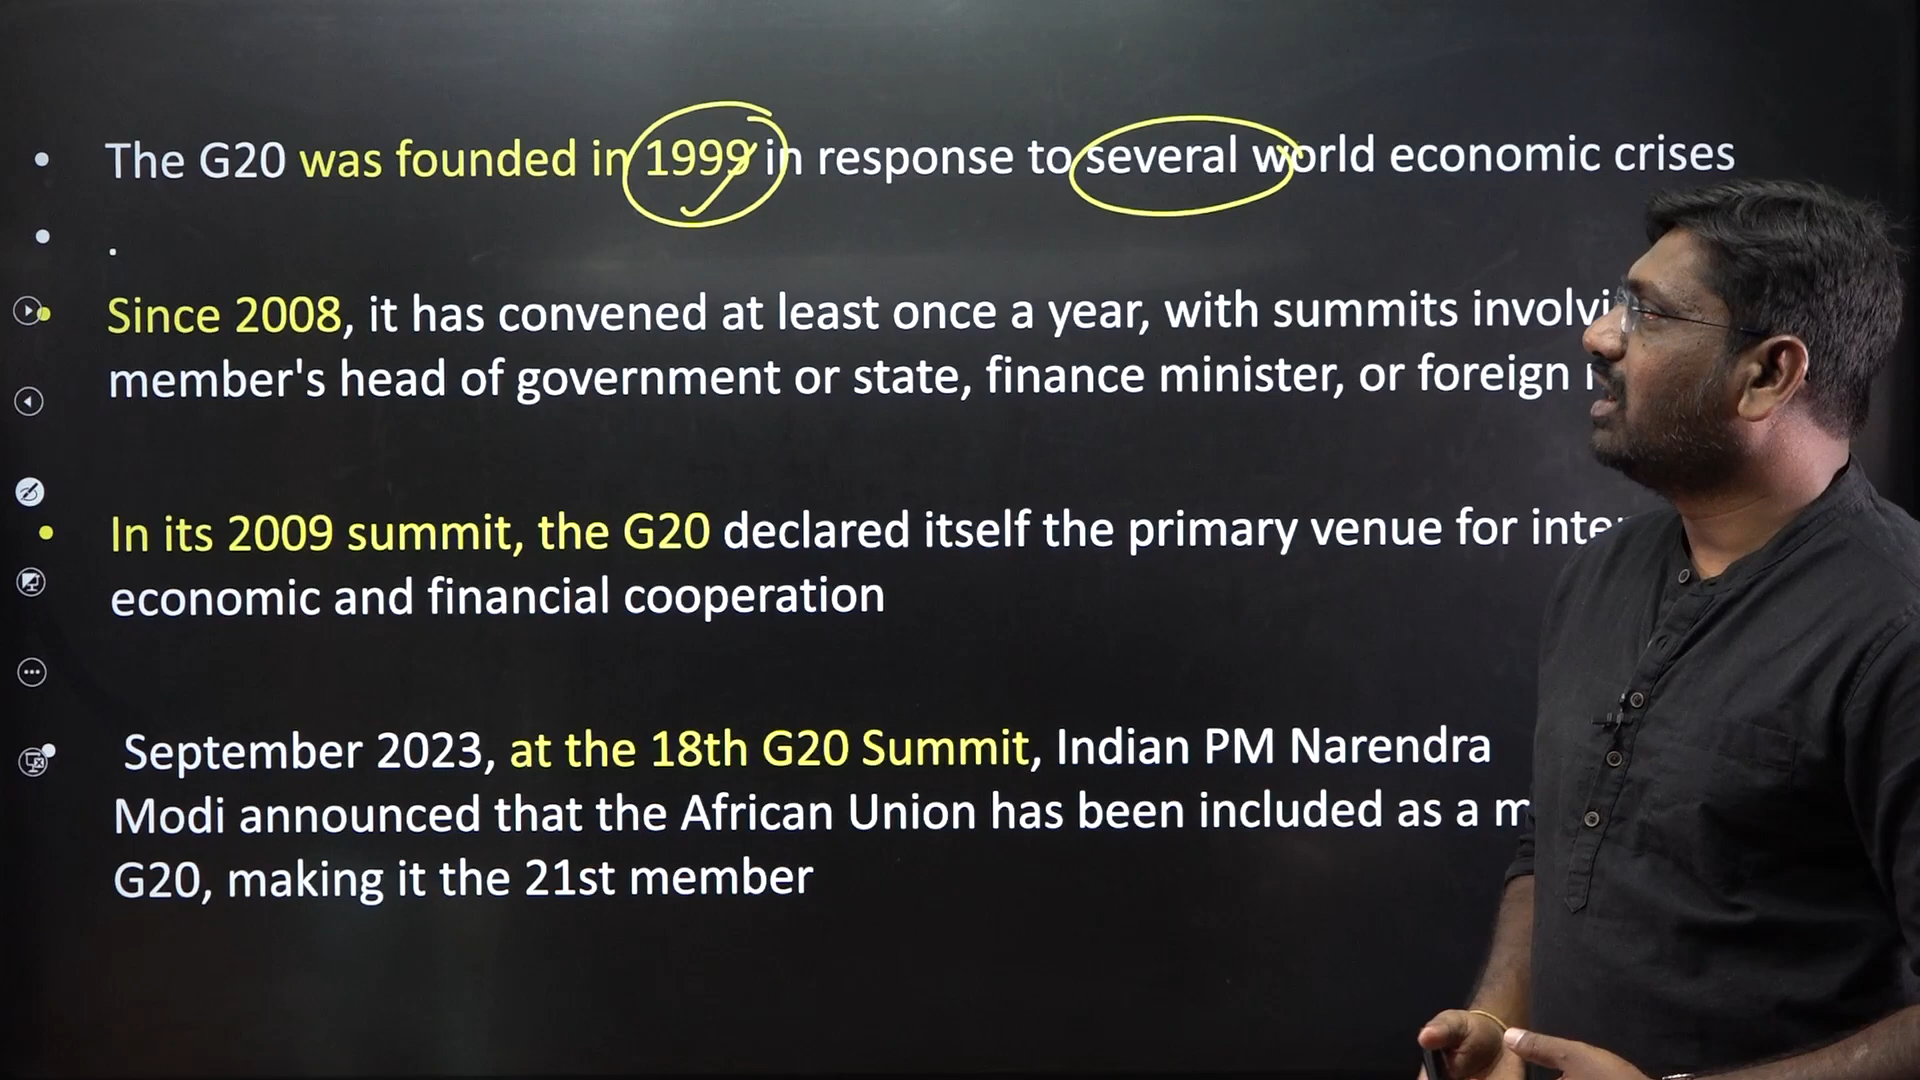 The G20 was founded in 1999 in response to several world economic crises
.
Since 2008, it has convened at least once a year, with summits
member's head of government or state, finance minister, or foreign
In its 2009 summit, the G20 declared itself the primary venue for
economic and financial cooperation
September 2023, at the 18th G20 Summit, Indian PM Narendra
Modi announced that the African Union has been included as a
G20, making it the 21st member